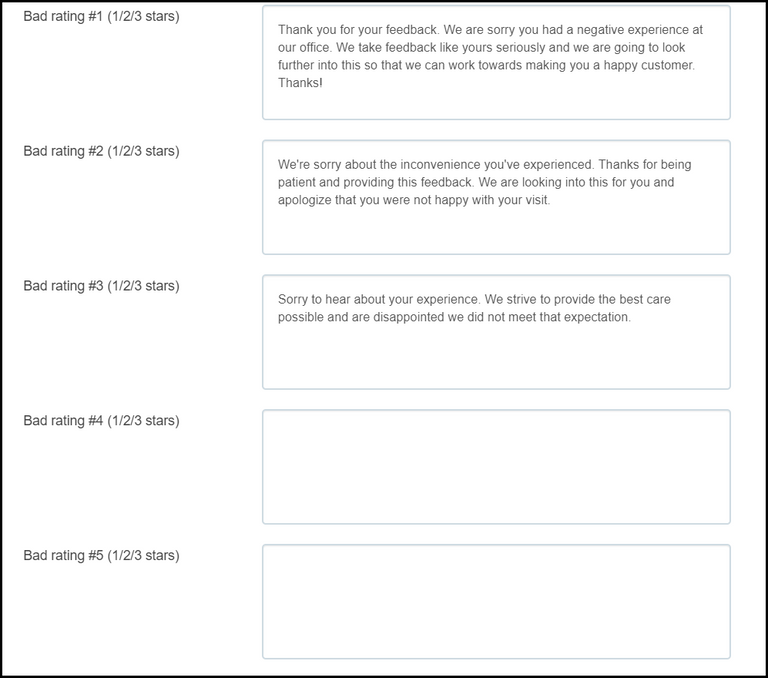 Bad rating #1 (1/2/3 stars)
Thank you for your feedback. We are sorry you had a negative experience at
our office. We take feedback like yours seriously and we are going to look
further into this so that we can work towards making you a happy customer.
Thanks!
Bad rating #2 (1/2/3 stars)
We're sorry about the inconvenience you've experienced. Thanks for being
patient and providing this feedback. We are looking into this for you and
apologize that you were not happy with your visit.
Bad rating #3 (1/2/3 stars)
Sorry to hear about your experience. We strive to provide the best care
possible and are disappointed we did not meet that expectation.
Bad rating #4 (1/2/3 stars)
Bad rating #5 (1/2/3 stars)